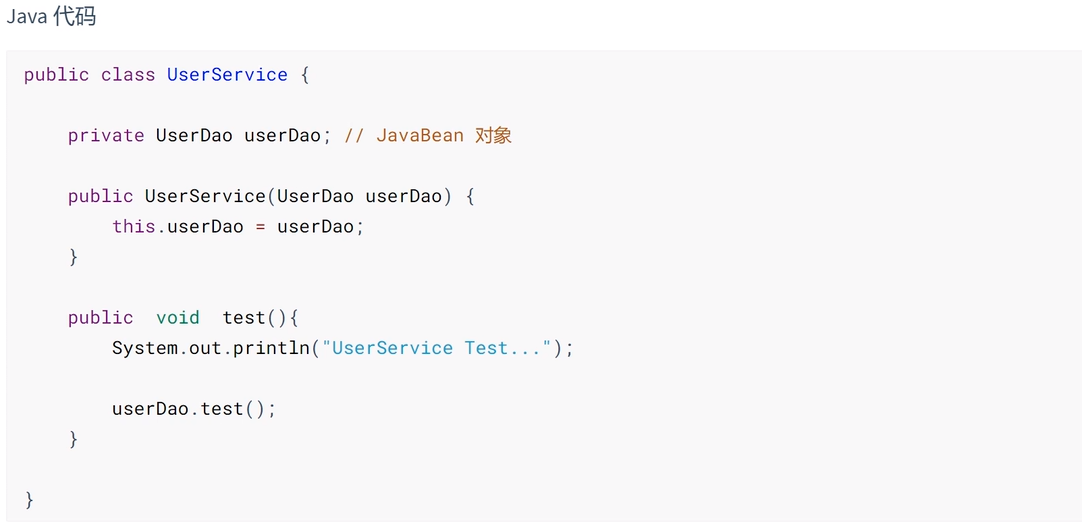 Java 代码
public class UserService {
    private UserDao userDao; // JavaBean 对象
    public UserService(UserDao userDao) {
        this.userDao = userDao;
    }
    public  void  test(){
        System.out.println("UserService Test...");
        userDao.test();
    }
}